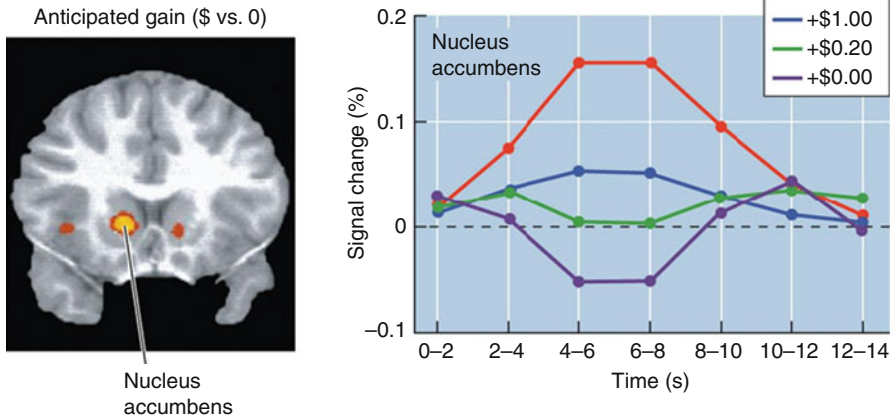 Anticipated gain ($ vs. 0)
Nucleus
accumbens
Signal change (%)
0.2
0.1
0
–0.1
Nucleus
accumbens
+$1.00
+$0.20
+$0.00
0–2
2–4
4–6
6–8
8–10
10–12
12–14
Time (s)